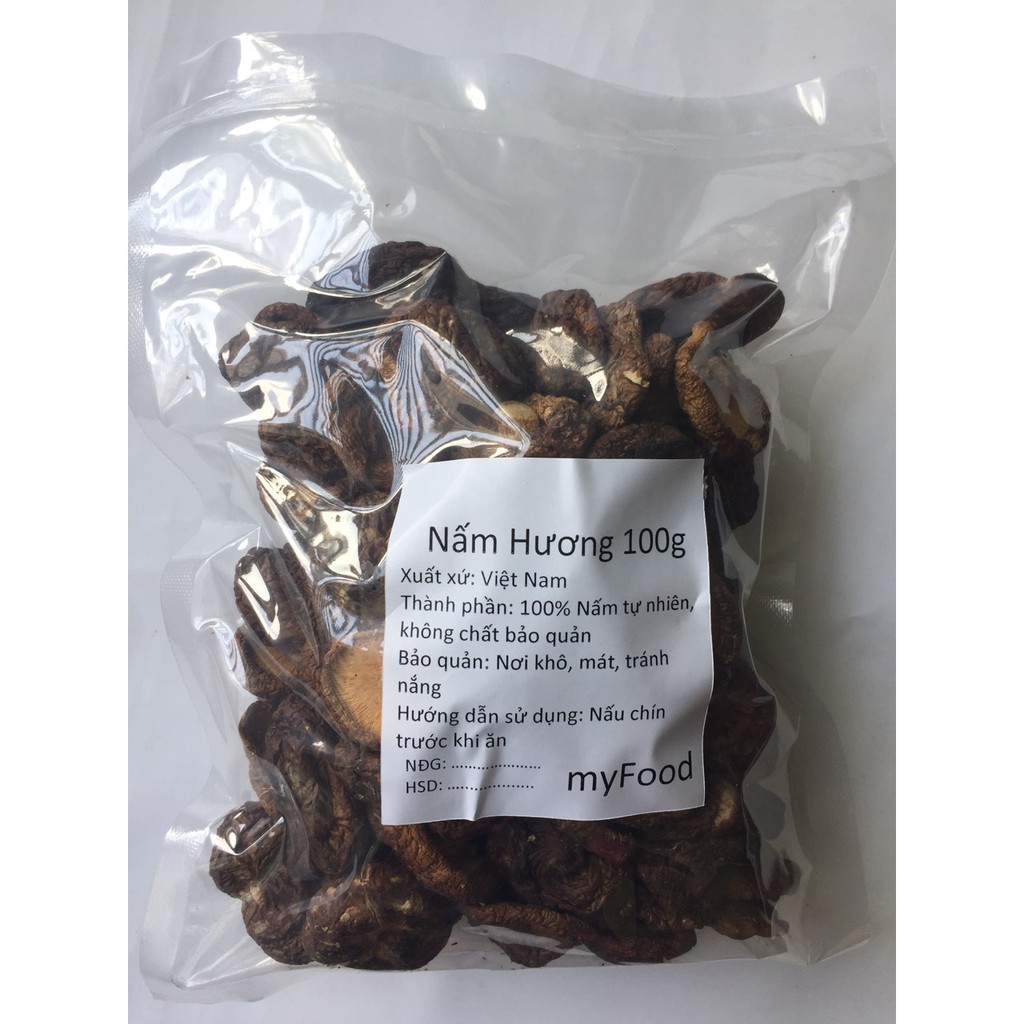 Nấm Hương 100g
Xuất xứ: Việt Nam
Thành phần: 100% Nấm tự nhiên,
không chất bảo quản
Bảo quản: Nơi khô, mát, tránh
nắng
Hướng dẫn sử dụng: Nấu chín
trước khi ăn
NĐG: ....................
HSD: ...................
myFood